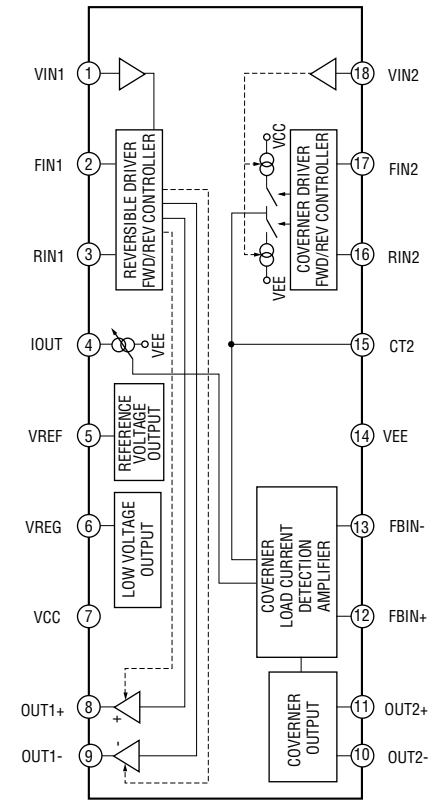 VIN1
1
18
VIN2
FIN1
2
17
FIN2
RIN1
3
16
RIN2
REVERSIBLE DRIVER
FWD/REV CONTROLLER
VCC
VEE
COVERNER DRIVER
FWD/REV CONTROLLER
IOUT
4
VEE
15
CT2
VREF
5
REFERENCE
VOLTAGE
OUTPUT
14
VEE
VREG
6
LOW VOLTAGE
OUTPUT
13
FBIN-
COVERNER
LOAD CURRENT
DETECTION
AMPLIFIER
VCC
7
12
FBIN+
OUT1+
8
+
11
OUT2+
OUT1-
9
-
COVERNER
OUTPUT
10
OUT2-